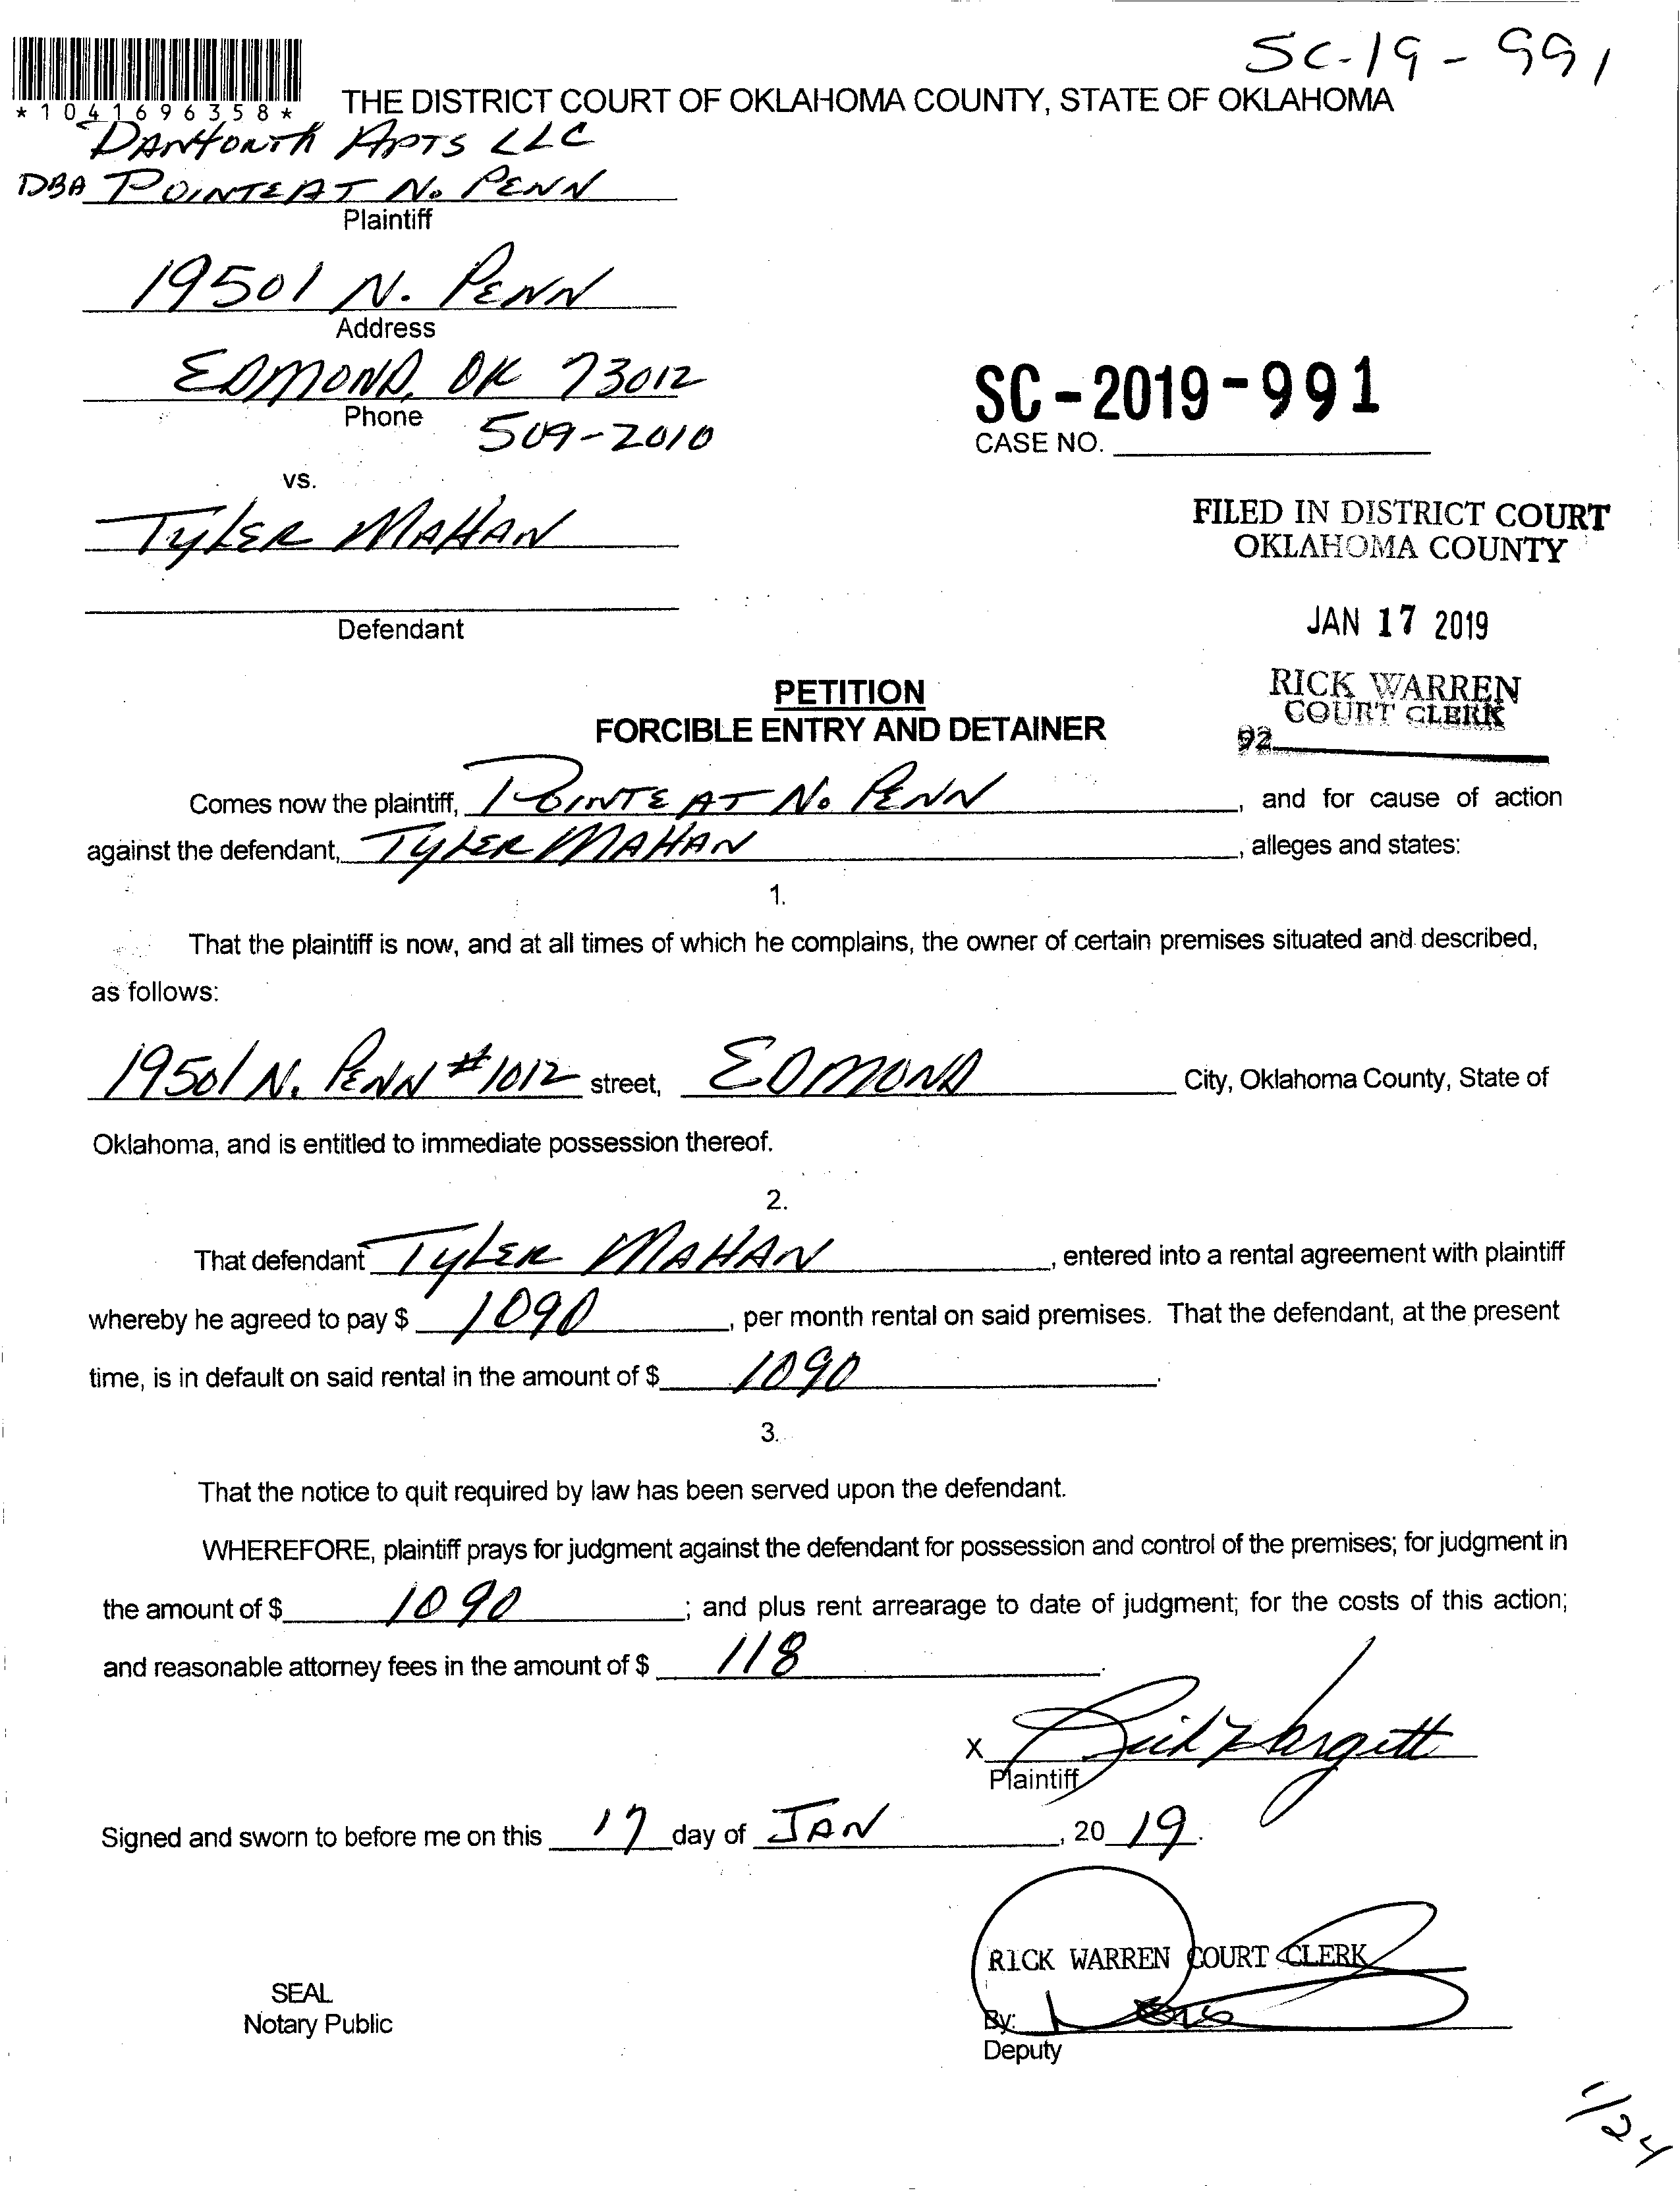 SC-19-991
*1041696358*
THE DISTRICT COURT OF OKLAHOMA COUNTY, STATE OF OKLAHOMA
DANFORTH APTS LLC
DBA POINTE AT No PENN
Plaintiff
19501 N. PENN
Address
EDMOND, OK 73012
Phone 509-2010
SC-2019-991
CASE NO.
vs.
TYLER MAHAN
Defendant
FILED IN DISTRICT COURT
OKLAHOMA COUNTY
JAN 17 2019
RICK WARREN
COURT CLERK
92
PETITION
FORCIBLE ENTRY AND DETAINER
Comes now the plaintiff, POINTE AT No PENN, and for cause of action
against the defendant, TYLER MAHAN, alleges and states:
1.
That the plaintiff is now, and at all times of which he complains, the owner of certain premises situated and described,
as follows:
19501 N. PENN #1012 street, EDMOND City, Oklahoma County, State of
Oklahoma, and is entitled to immediate possession thereof.
2.
That defendant TYLER MAHAN, entered into a rental agreement with plaintiff
whereby he agreed to pay $ 1090, per month rental on said premises. That the defendant, at the present
time, is in default on said rental in the amount of $ 1090.
3.
That the notice to quit required by law has been served upon the defendant.
WHEREFORE, plaintiff prays for judgment against the defendant for possession and control of the premises; for judgment in
the amount of $ 1090; and plus rent arrearage to date of judgment; for the costs of this action;
and reasonable attorney fees in the amount of $ 118.
X Hargett
Plaintiff
Signed and sworn to before me on this 17 day of JAN, 2019.
RICK WARREN COURT CLERK
SEAL
Notary Public
By:
Deputy
1/24